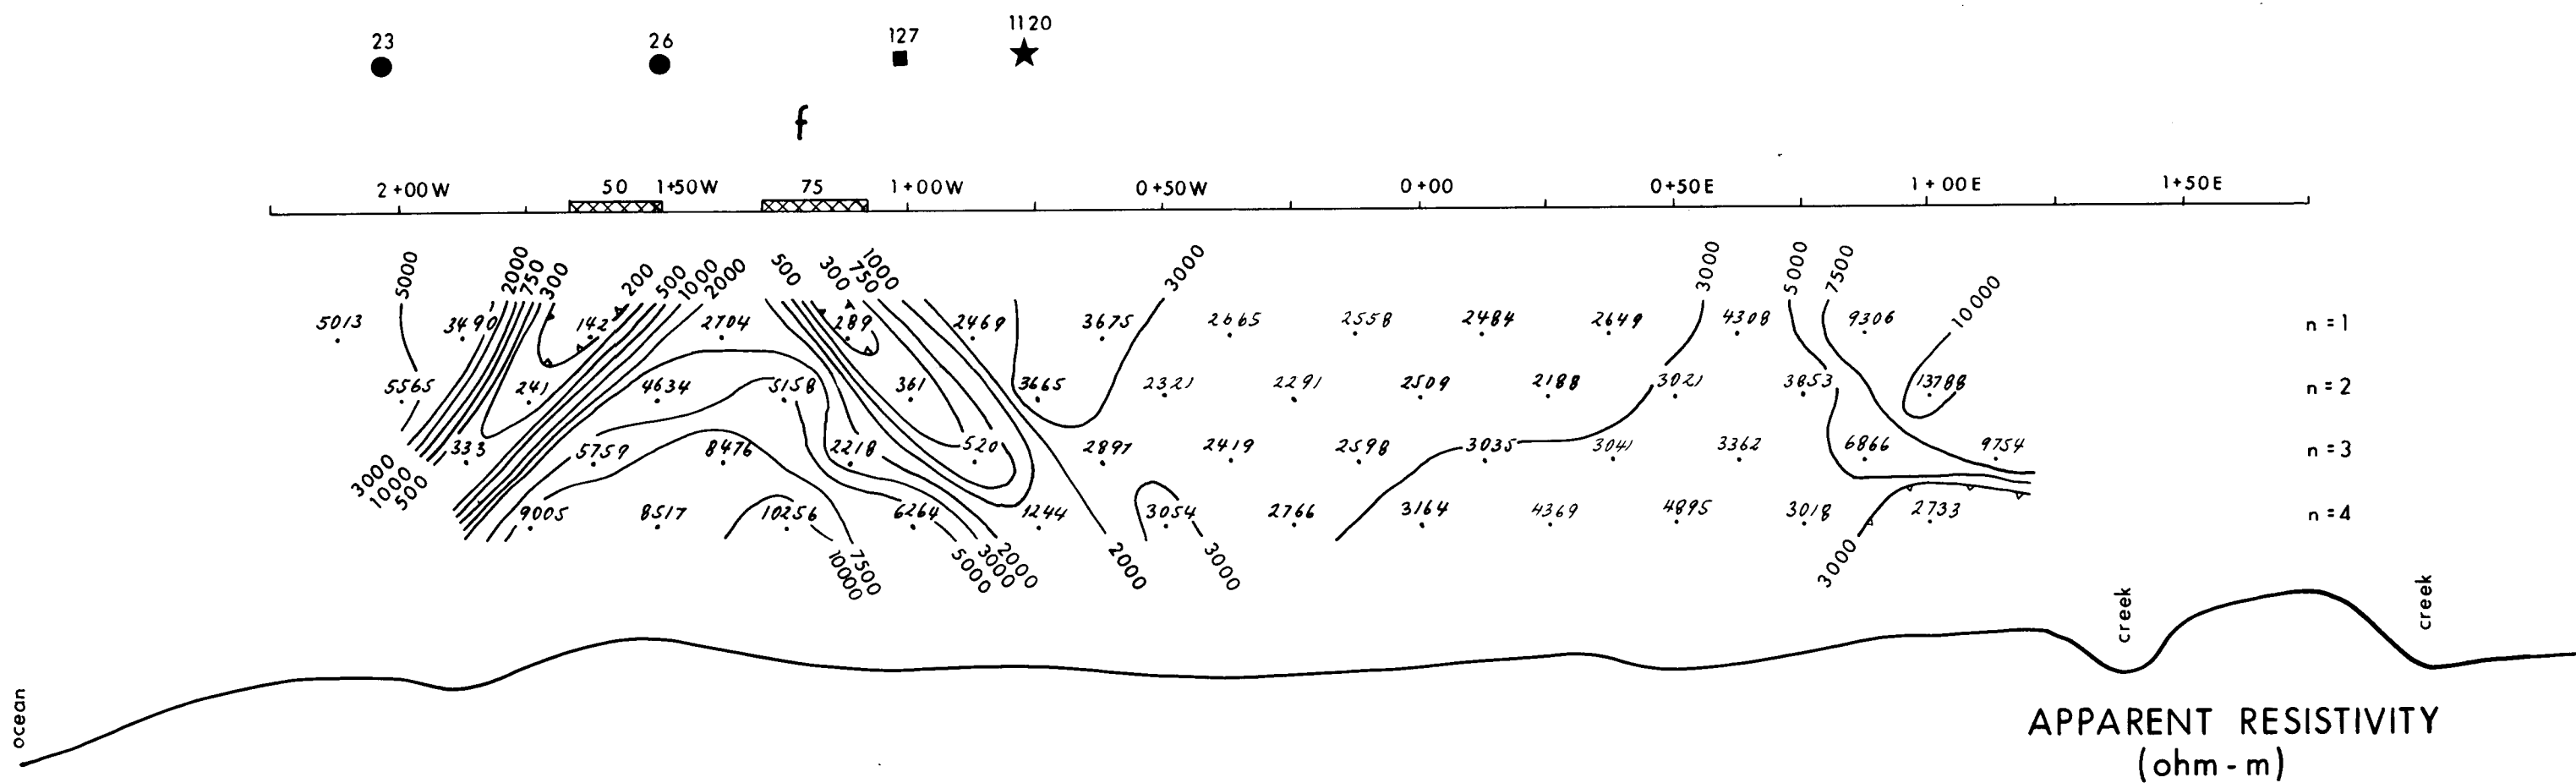 23 26 127 1120
f
2+00W 50 1+50W 75 1+00W 0+50W 0+00 0+50E 1+00E 1+50E
5000 2000 750 300 200 500 1000 2000 500 300 750 1000 3000 3000 5000 7500 10000
5013 3490 142 2704 289 2469 3675 2665 2558 2484 2649 4308 9306 n=1
5565 241 4634 5158 361 3665 2321 2291 2509 2188 3021 3853 13788 n=2
333 5759 8476 2218 520 2897 2419 2598 3035 3041 3362 6866 9754 n=3
3000 1000 500
9005 8517 10256 6264 1244 3054 2766 3164 4369 4895 3018 2733 n=4
10000 7500 5000 3000 2000 2000 3000 3000
creek creek
ocean
APPARENT RESISTIVITY
(ohm-m)